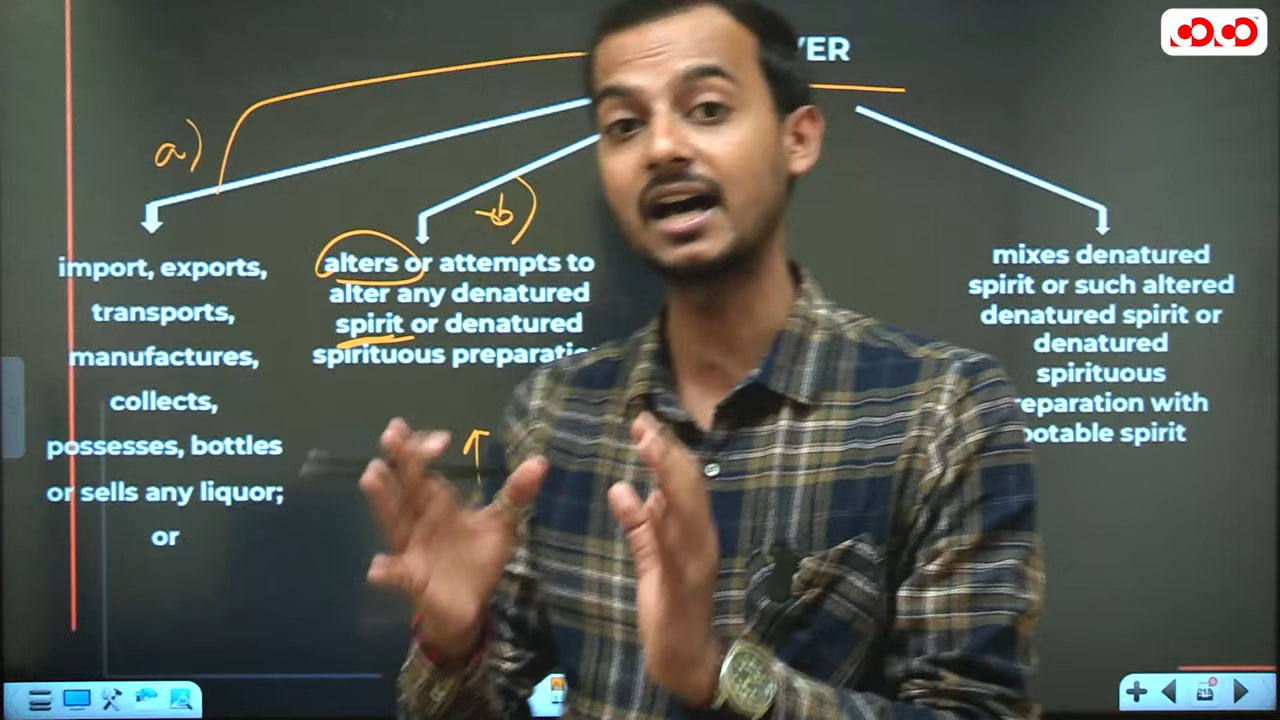 YER
a)
b)
import, exports,
transports,
manufactures,
collects,
possesses, bottles
or sells any liquor;
or
alters or attempts to
alter any denatured
spirit or denatured
spirituous preparatio
mixes denatured
spirit or such altered
denatured spirit or
denatured
spirituous
reparation with
otable spirit